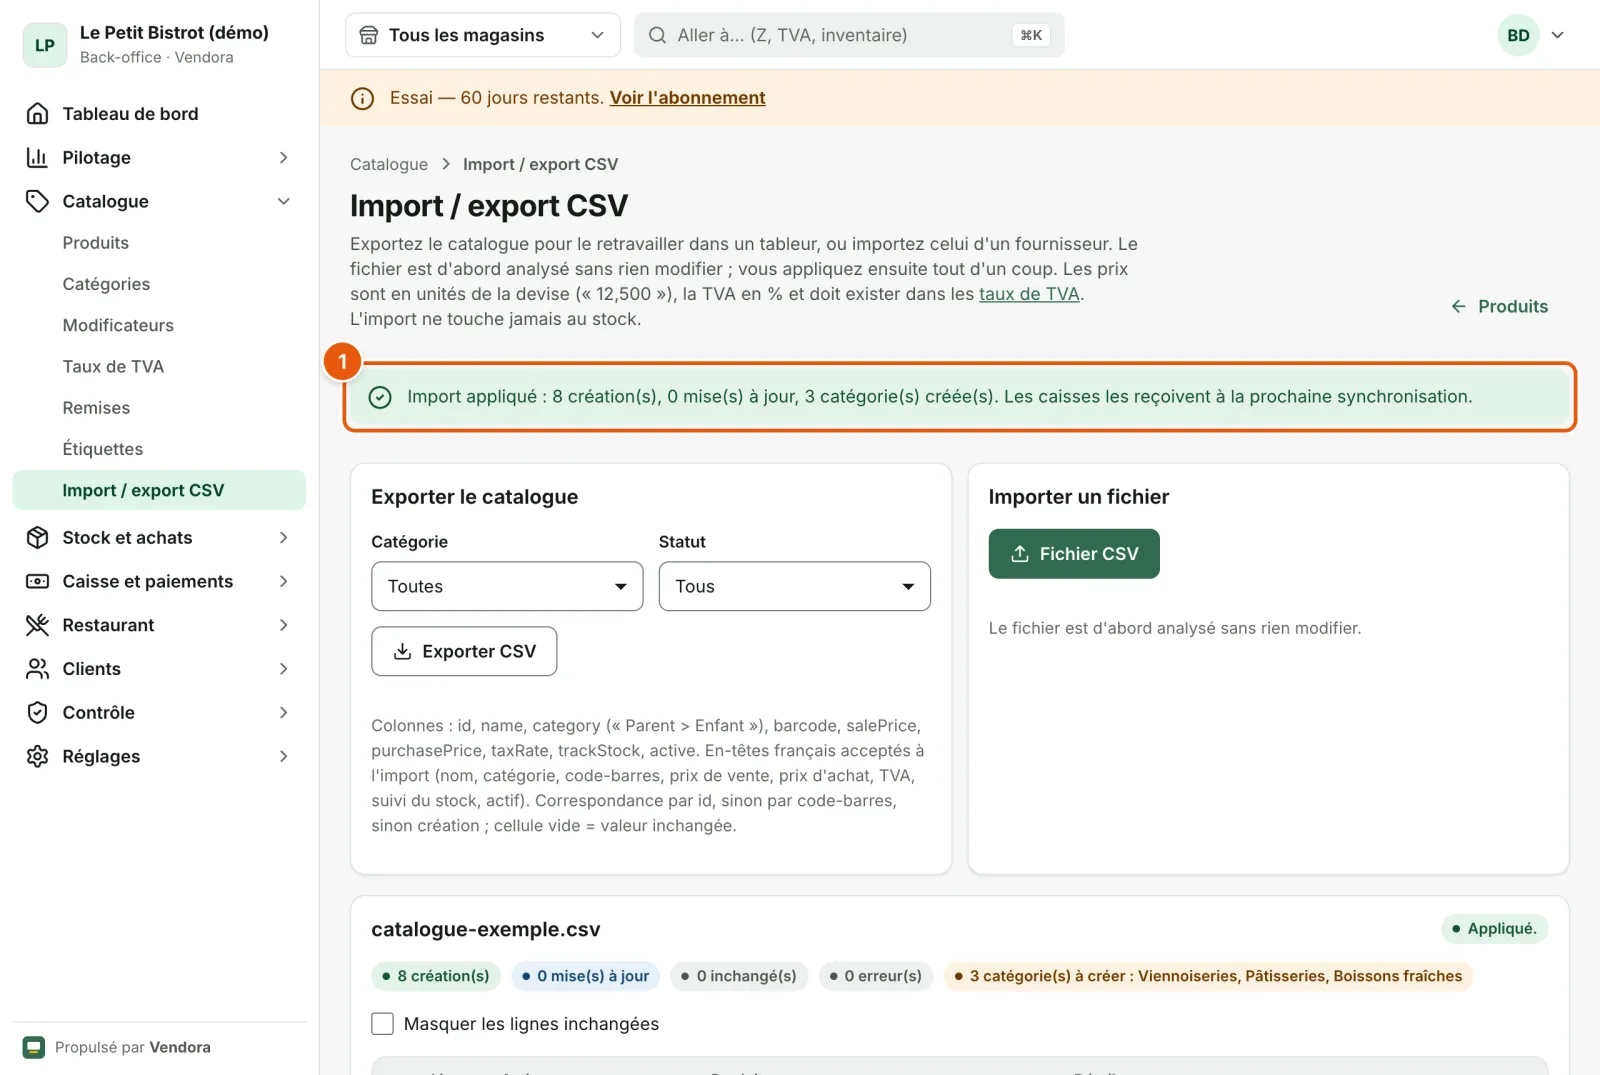 LP
Le Petit Bistrot (démo)
Back-office · Vendora
Tous les magasins
Aller à... (Z, TVA, inventaire)
⌘K
BD
Essai — 60 jours restants. Voir l'abonnement
Tableau de bord
Pilotage
Catalogue
Produits
Catégories
Modificateurs
Taux de TVA
Remises
Étiquettes
Import / export CSV
Stock et achats
Caisse et paiements
Restaurant
Clients
Contrôle
Réglages
Propulsé par Vendora
Catalogue > Import / export CSV
Import / export CSV
Exportez le catalogue pour le retravailler dans un tableur, ou importez celui d'un fournisseur. Le
fichier est d'abord analysé sans rien modifier ; vous appliquez ensuite tout d'un coup. Les prix
sont en unités de la devise (« 12,500 »), la TVA en % et doit exister dans les taux de TVA.
L'import ne touche jamais au stock.
← Produits
1
Import appliqué : 8 création(s), 0 mise(s) à jour, 3 catégorie(s) créée(s). Les caisses les reçoivent à la prochaine synchronisation.
Exporter le catalogue
Catégorie
Statut
Toutes
Tous
Exporter CSV
Colonnes : id, name, category (« Parent > Enfant »), barcode, salePrice,
purchasePrice, taxRate, trackStock, active. En-têtes français acceptés à
l'import (nom, catégorie, code-barres, prix de vente, prix d'achat, TVA,
suivi du stock, actif). Correspondance par id, sinon par code-barres,
sinon création ; cellule vide = valeur inchangée.
Importer un fichier
Fichier CSV
Le fichier est d'abord analysé sans rien modifier.
catalogue-exemple.csv
Appliqué.
8 création(s)
0 mise(s) à jour
0 inchangé(s)
0 erreur(s)
3 catégorie(s) à créer : Viennoiseries, Pâtisseries, Boissons fraîches
Masquer les lignes inchangées